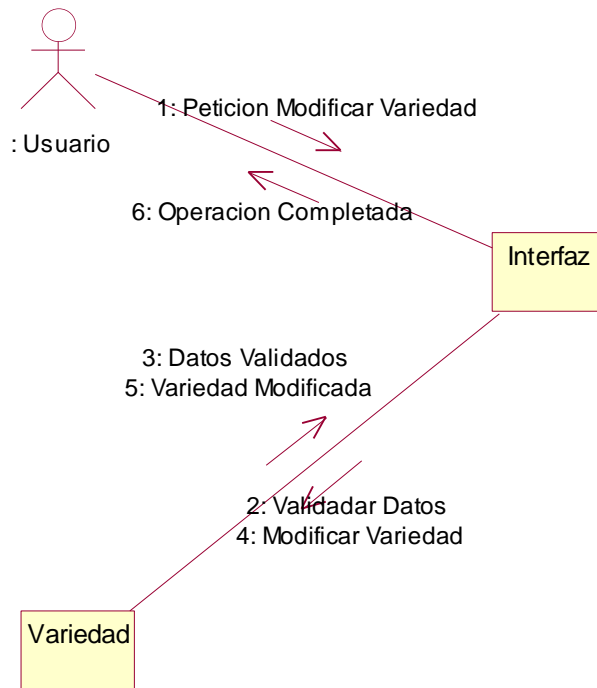 1: Peticion Modificar Variedad
: Usuario
6: Operacion Completada
Interfaz
3: Datos Validados
5: Variedad Modificada
2: Validadar Datos
4: Modificar Variedad
Variedad